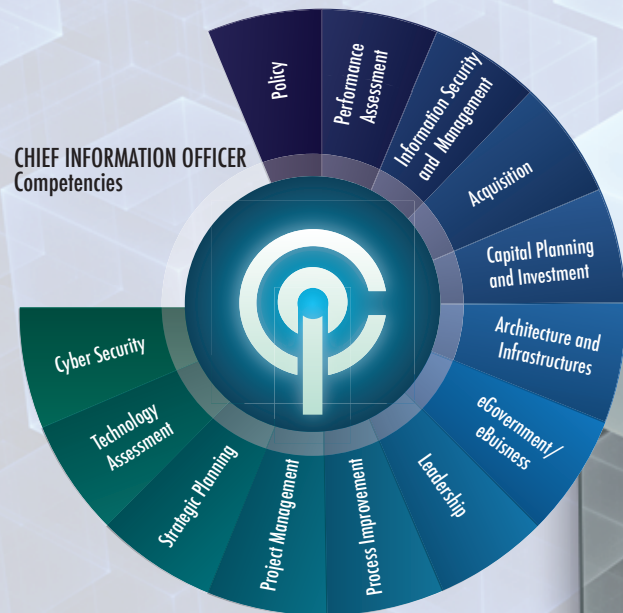 CHIEF INFORMATION OFFICER
Competencies
Policy
Performance
Assessment
Information Security
and Management
Acquisition
Capital Planning
and Investment
Architecture and
Infrastructures
eGovernment/
eBuisness
Leadership
Process Improvement
Project Management
Strategic Planning
Technology
Assessment
Cyber Security